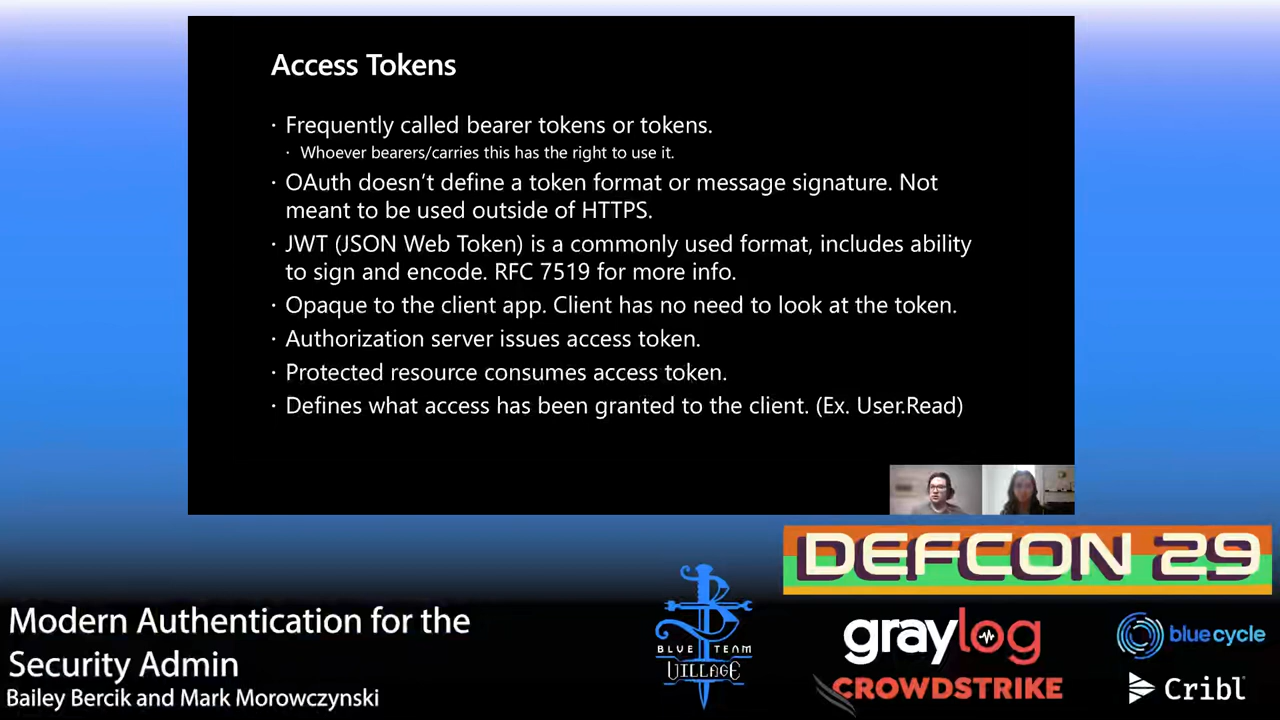 Access Tokens
· Frequently called bearer tokens or tokens.
· Whoever bearers/carries this has the right to use it.
· OAuth doesn't define a token format or message signature. Not
meant to be used outside of HTTPS.
· JWT (JSON Web Token) is a commonly used format, includes ability
to sign and encode. RFC 7519 for more info.
· Opaque to the client app. Client has no need to look at the token.
· Authorization server issues access token.
· Protected resource consumes access token.
· Defines what access has been granted to the client. (Ex. User.Read)
DEFCON 29
Modern Authentication for the
Security Admin
Bailey Bercik and Mark Morowczynski
BLUE TEAM
VILLAGE
graylog
CROWDSTRIKE
bluecycle
Cribl